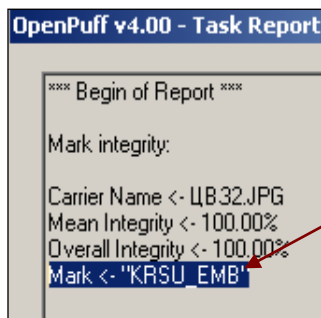 OpenPuff v4.00 - Task Report
*** Begin of Report ***
Mark integrity:
Carrier Name <- ЦВ32.JPG
Mean Integrity <- 100.00%
Overall Integrity <- 100.00%
Mark <- "KRSU_EMB"